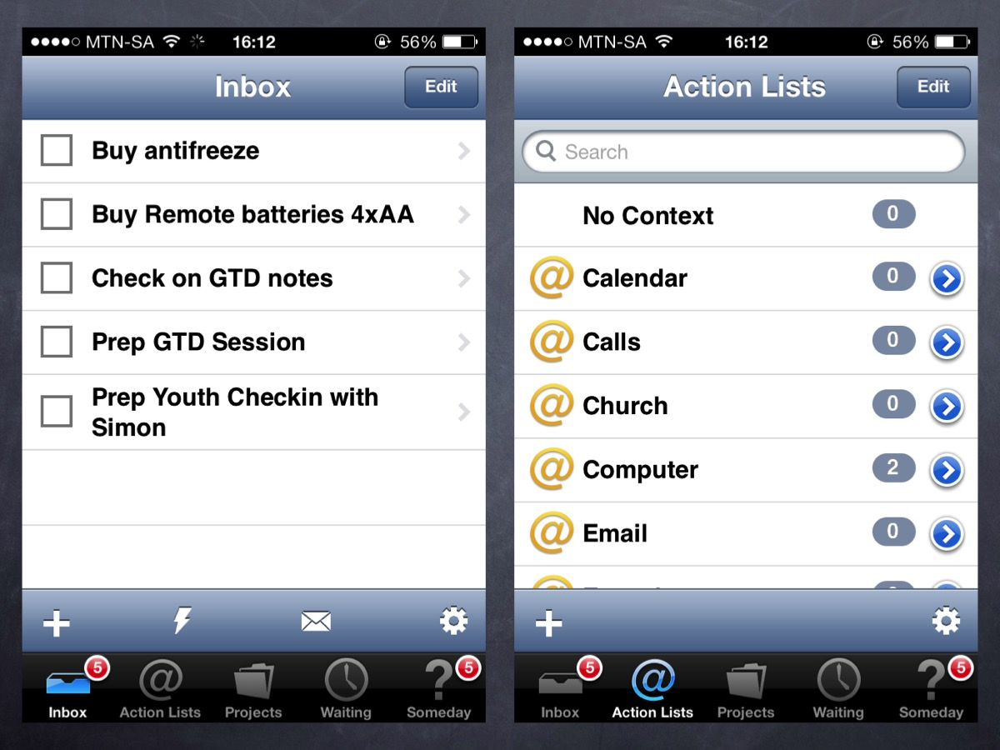 MTN-SA 16:12 56%
Inbox Edit
Buy antifreeze
Buy Remote batteries 4xAA
Check on GTD notes
Prep GTD Session
Prep Youth Checkin with
Simon
5 5
Inbox Action Lists Projects Waiting Someday
MTN-SA 16:12 56%
Action Lists Edit
Search
No Context 0
@ Calendar 0
@ Calls 0
@ Church 0
@ Computer 2
@ Email 0
5 5
Inbox Action Lists Projects Waiting Someday